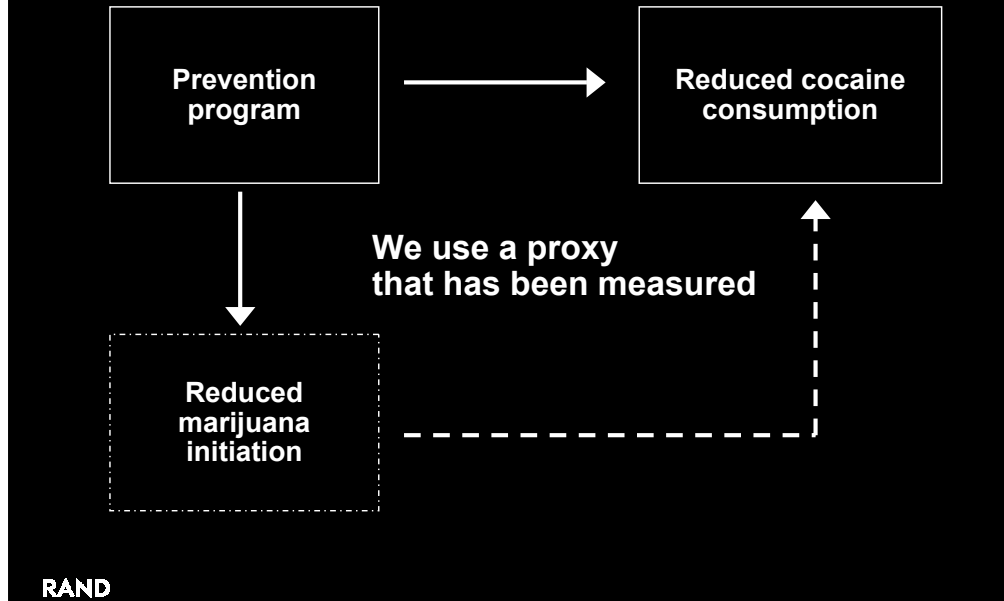 Prevention
program
Reduced cocaine
consumption
We use a proxy
that has been measured
Reduced
marijuana
initiation
RAND